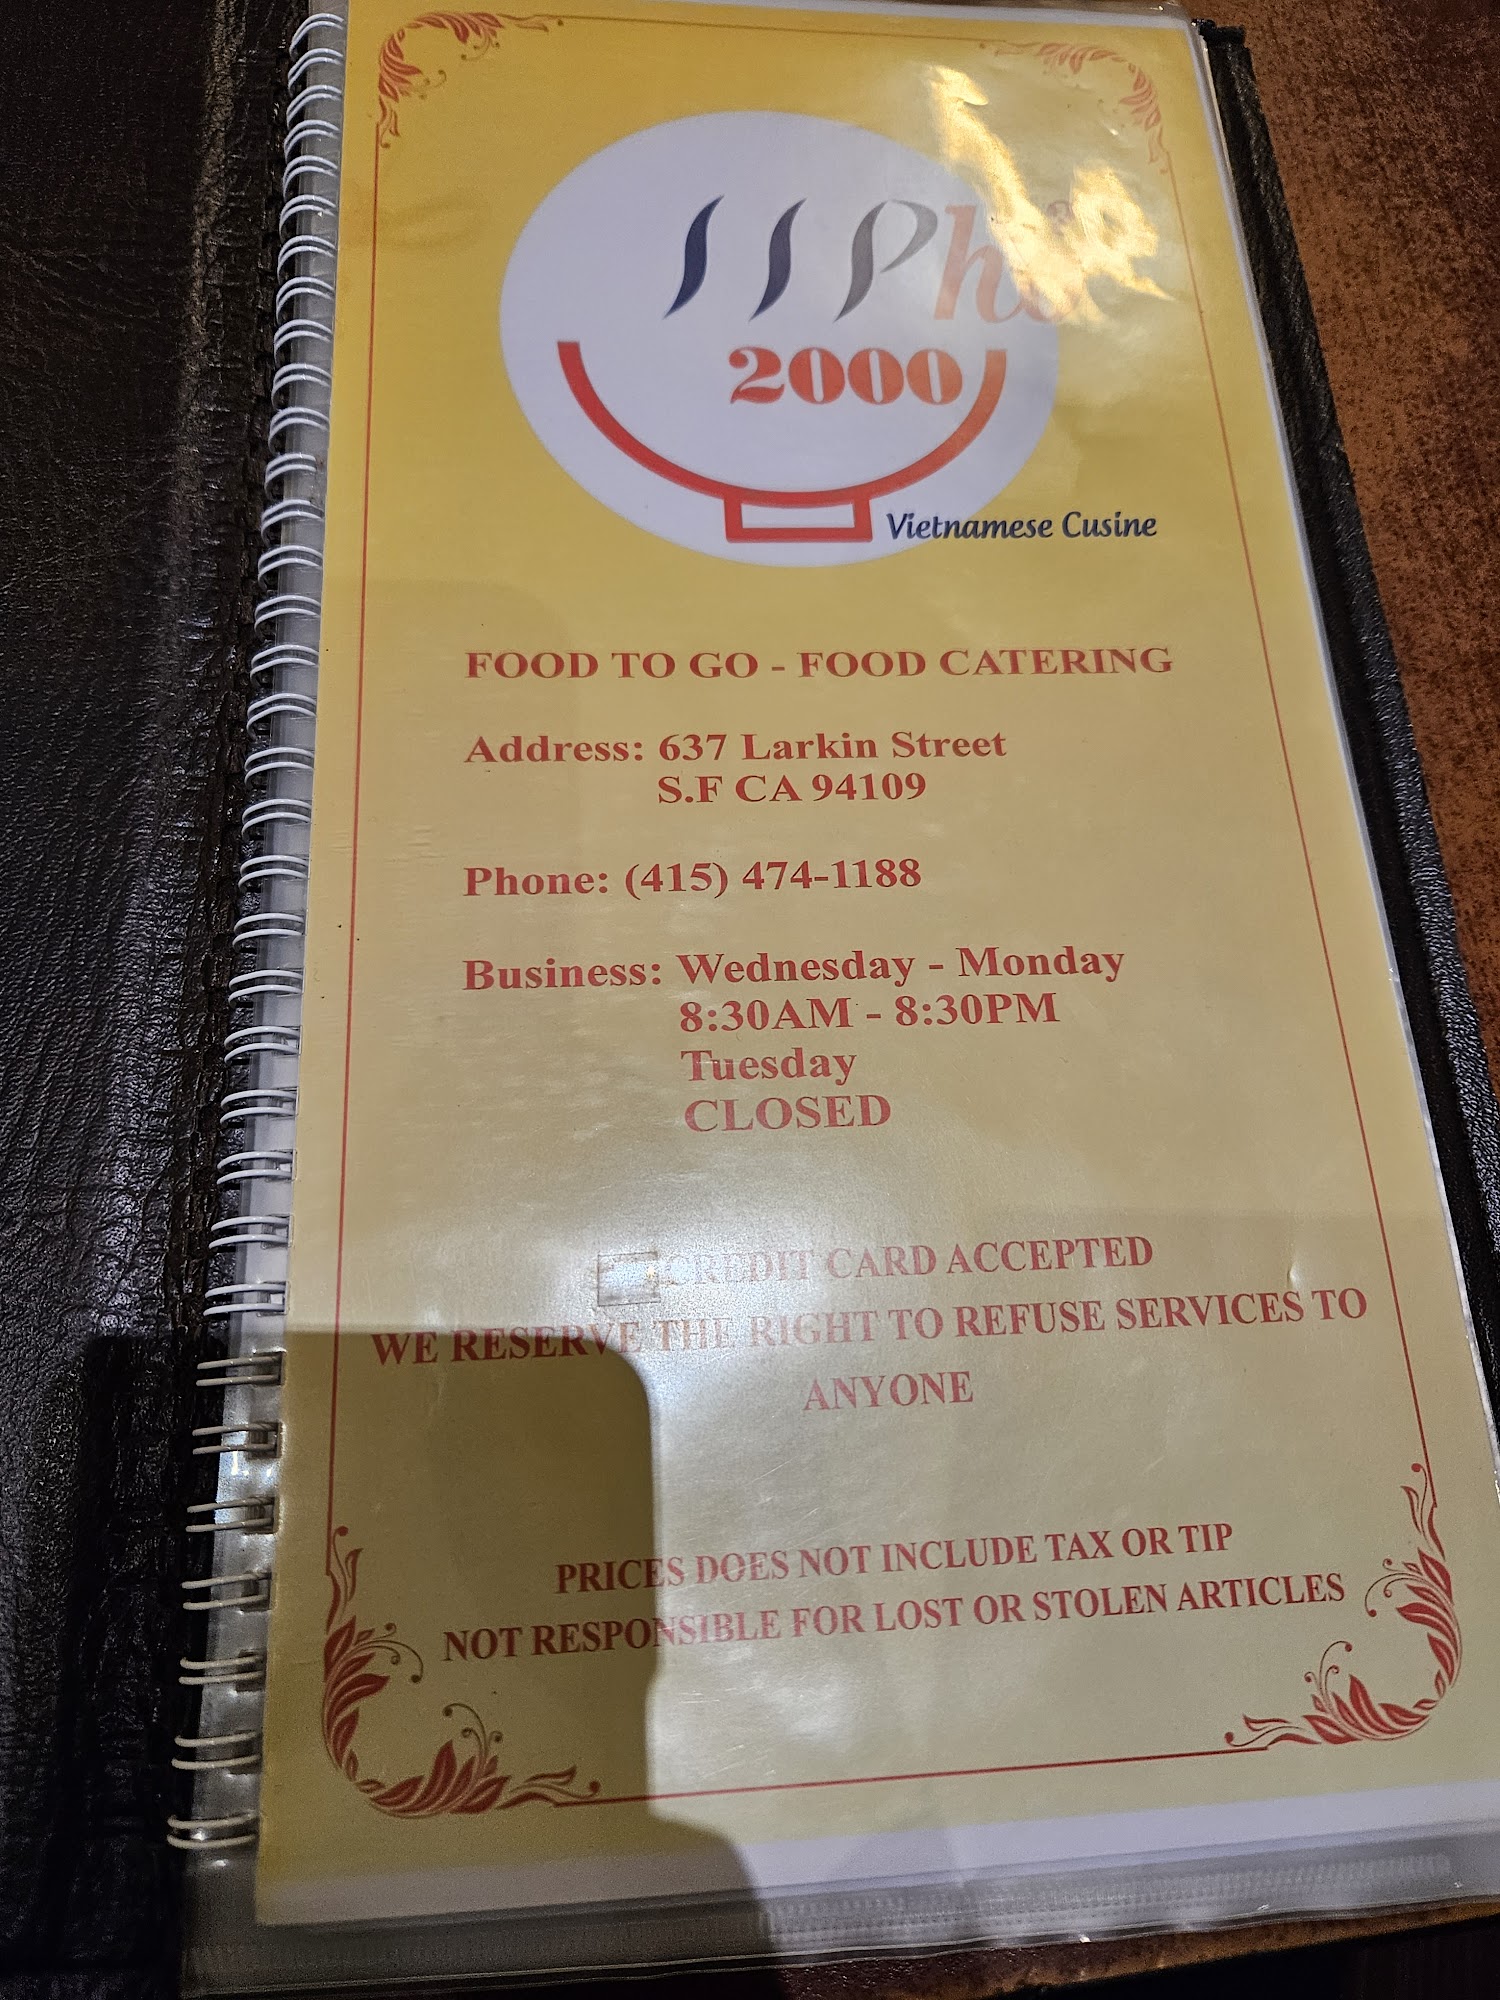 Pho
2000
Vietnamese Cusine
FOOD TO GO - FOOD CATERING
Address: 637 Larkin Street
S.F CA 94109
Phone: (415) 474-1188
Business: Wednesday - Monday
8:30AM - 8:30PM
Tuesday
CLOSED
CREDIT CARD ACCEPTED
WE RESERVE THE RIGHT TO REFUSE SERVICES TO
ANYONE
PRICES DOES NOT INCLUDE TAX OR TIP
NOT RESPONSIBLE FOR LOST OR STOLEN ARTICLES